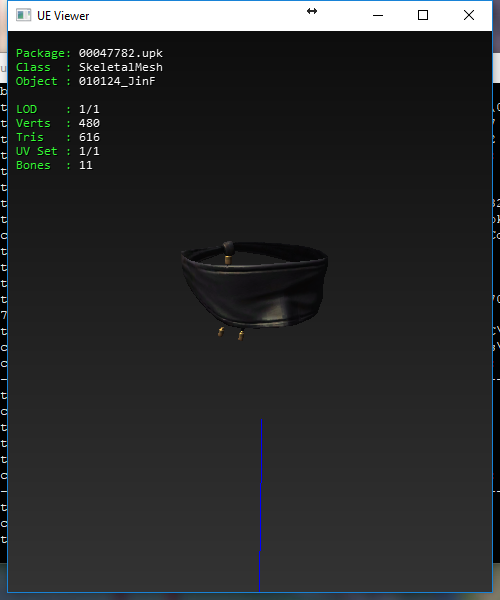 UE Viewer
Package: 00047782.upk
Class  : SkeletalMesh
Object : 010124_JinF
LOD    : 1/1
Verts  : 480
Tris   : 616
UV Set : 1/1
Bones  : 11